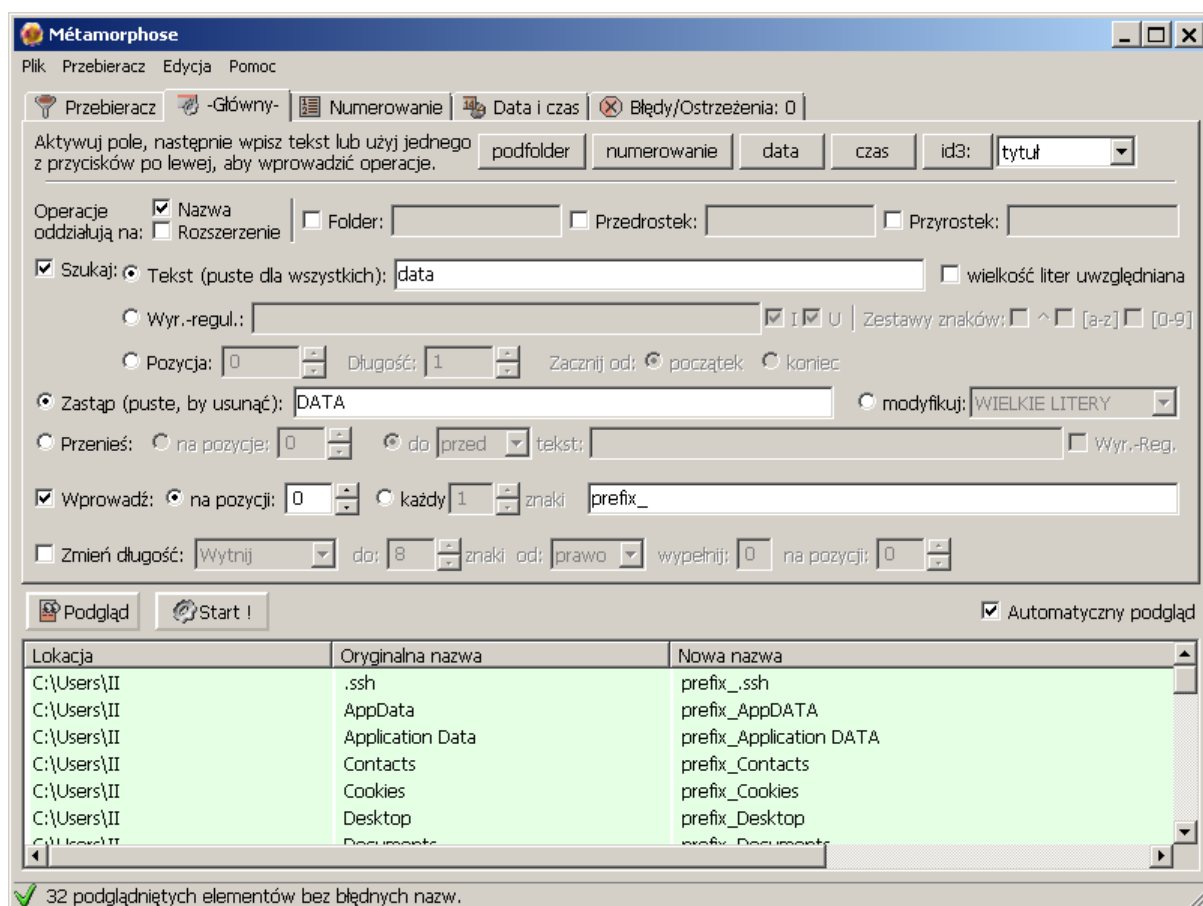 Métamorphose
Plik Przebieracz Edycja Pomoc
Przebieracz -Główny- Numerowanie Data i czas Błędy/Ostrzeżenia: 0
Aktywuj pole, następnie wpisz tekst lub użyj jednego
z przycisków po lewej, aby wprowadzić operacje.
podfolder numerowanie data czas id3: tytuł
Operacje
oddziałują na:
Nazwa
Rozszerzenie
Folder: Przedrostek: Przyrostek:
Szukaj: Tekst (puste dla wszystkich): data wielkość liter uwzględniana
Wyr.-regul.: I U Zestawy znaków: ^ [a-z] [0-9]
Pozycja: 0 Długość: 1 Zacznij od: początek koniec
Zastąp (puste, by usunąć): DATA modyfikuj: WIELKIE LITERY
Przenieś: na pozycje: 0 do przed tekst: Wyr.-Reg.
Wprowadź: na pozycji: 0 każdy 1 znaki prefix_
Zmień długość: Wytnij do: 8 znaki od: prawo wypełnij: 0 na pozycji: 0
Podgląd Start ! Automatyczny podgląd
Lokacja Oryginalna nazwa Nowa nazwa
C:\Users\II .ssh prefix_.ssh
C:\Users\II AppData prefix_AppDATA
C:\Users\II Application Data prefix_Application DATA
C:\Users\II Contacts prefix_Contacts
C:\Users\II Cookies prefix_Cookies
C:\Users\II Desktop prefix_Desktop
C:\Users\II Documents prefix_Documents
32 podglądniętych elementów bez błędnych nazw.